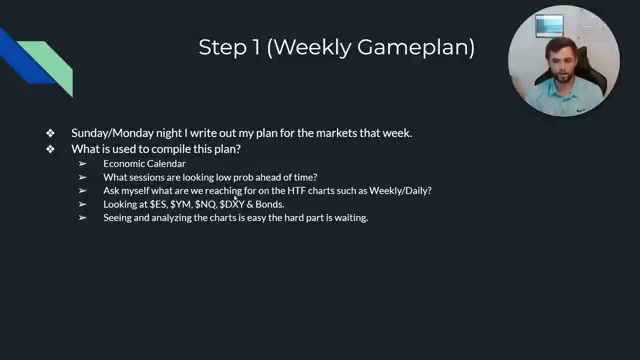 Step 1 (Weekly Gameplan)
❖ Sunday/Monday night I write out my plan for the markets that week.
❖ What is used to compile this plan?
➢ Economic Calendar
➢ What sessions are looking low prob ahead of time?
➢ Ask myself what are we reaching for on the HTF charts such as Weekly/Daily?
➢ Looking at $ES, $YM, $NQ, $DXY & Bonds.
➢ Seeing and analyzing the charts is easy the hard part is waiting.